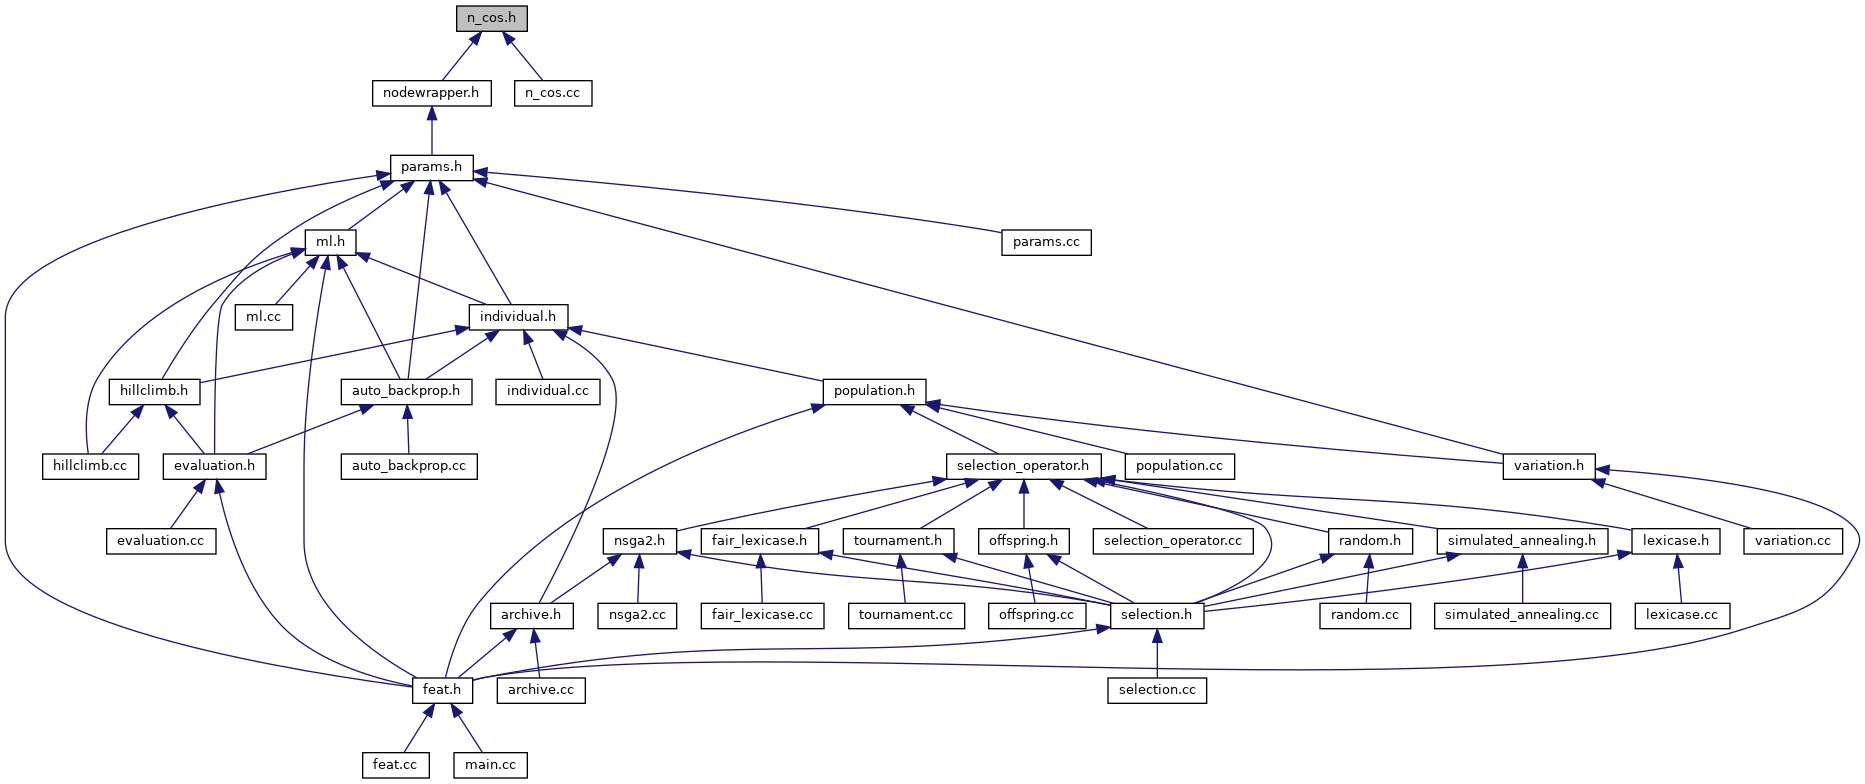 n_cos.h
nodewrapper.h
n_cos.cc
params.h
ml.h
params.cc
ml.cc
individual.h
hillclimb.h
auto_backprop.h
individual.cc
population.h
hillclimb.cc
evaluation.h
auto_backprop.cc
selection_operator.h
population.cc
variation.h
evaluation.cc
nsga2.h
fair_lexicase.h
tournament.h
offspring.h
selection_operator.cc
random.h
simulated_annealing.h
lexicase.h
variation.cc
archive.h
nsga2.cc
fair_lexicase.cc
tournament.cc
offspring.cc
selection.h
random.cc
simulated_annealing.cc
lexicase.cc
feat.h
archive.cc
selection.cc
feat.cc
main.cc